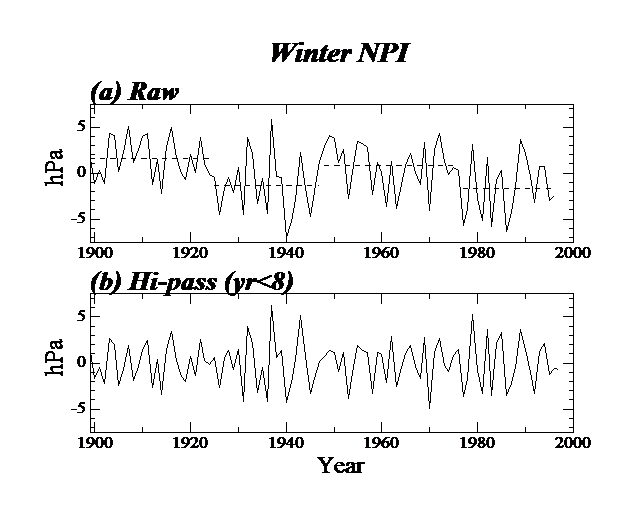 Winter NPI
(a) Raw
hPa
5
0
-5
1900 1920 1940 1960 1980 2000
(b) Hi-pass (yr<8)
hPa
5
0
-5
1900 1920 1940 1960 1980 2000
Year